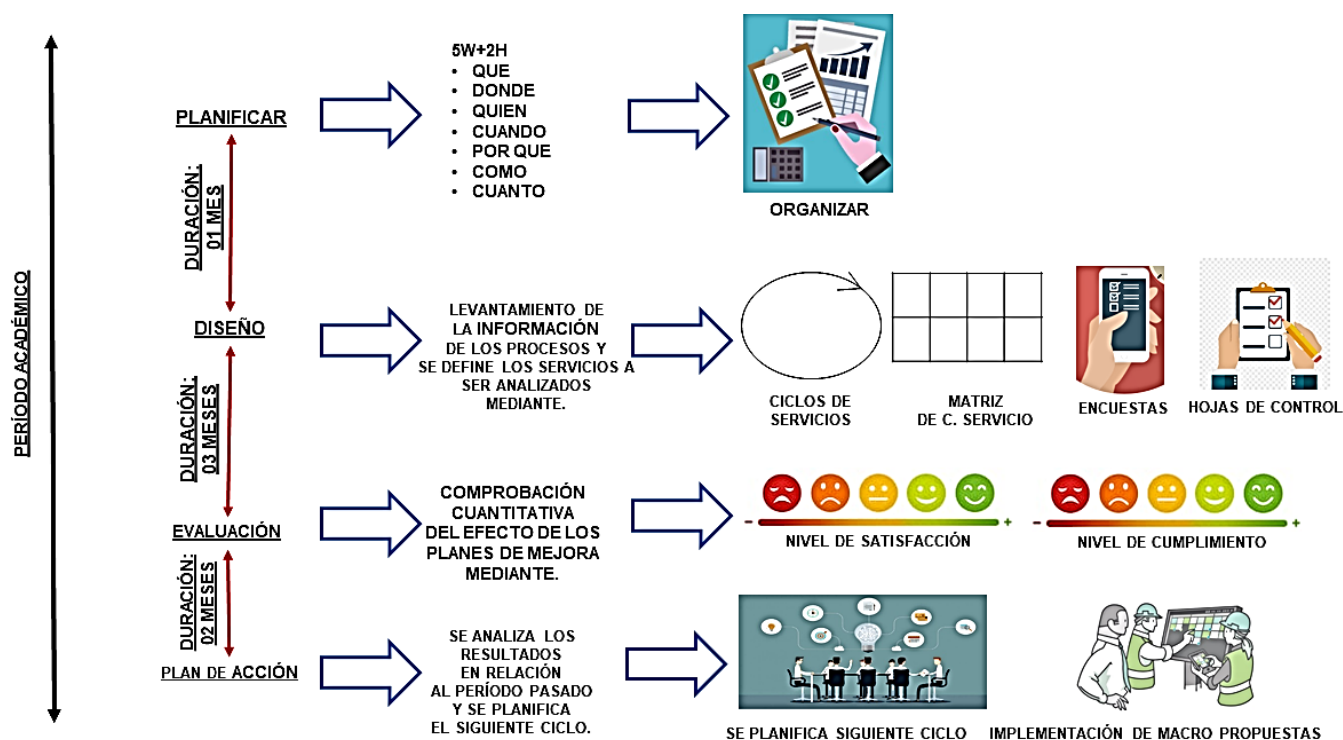 PERÍODO ACADÉMICO
PLANIFICAR
5W+2H
• QUE
• DONDE
• QUIEN
• CUANDO
• POR QUE
• COMO
• CUANTO
ORGANIZAR
DURACIÓN:
01 MES
DISEÑO
LEVANTAMIENTO DE
LA INFORMACIÓN
DE LOS PROCESOS Y
SE DEFINE LOS SERVICIOS A
SER ANALIZADOS
MEDIANTE.
CICLOS DE
SERVICIOS
MATRIZ
DE C. SERVICIO
ENCUESTAS
HOJAS DE CONTROL
DURACIÓN:
03 MESES
EVALUACIÓN
COMPROBACIÓN
CUANTITATIVA
DEL EFECTO DE LOS
PLANES DE MEJORA
MEDIANTE.
- +
NIVEL DE SATISFACCIÓN
- +
NIVEL DE CUMPLIMIENTO
DURACIÓN:
02 MESES
PLAN DE ACCIÓN
SE ANALIZA LOS
RESULTADOS
EN RELACIÓN
AL PERÍODO PASADO
Y SE PLANIFICA
EL SIGUIENTE CICLO.
SE PLANIFICA SIGUIENTE CICLO
IMPLEMENTACIÓN DE MACRO PROPUESTAS